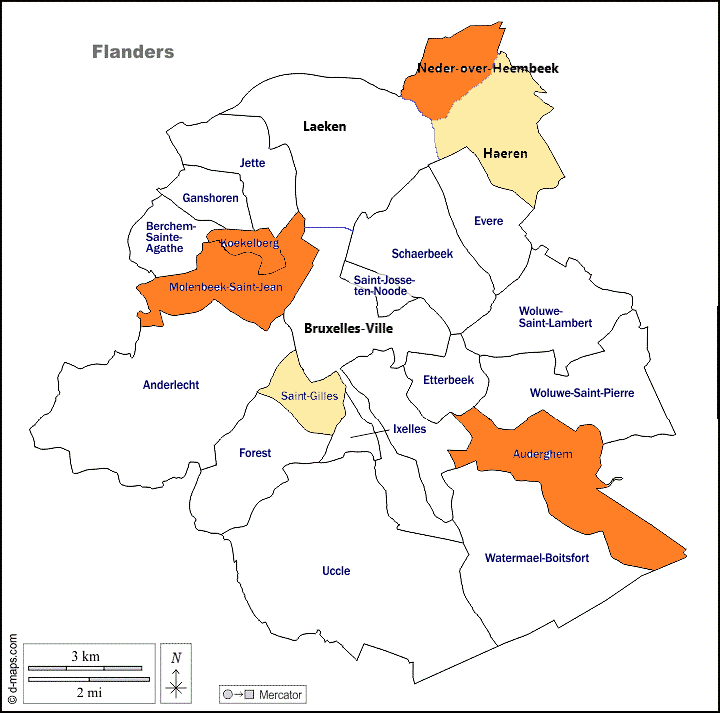 Flanders
Neder-over-Heembeek
Laeken
Haeren
Jette
Ganshoren
Berchem-
Sainte-
Agathe
Evere
Koekelberg
Schaerbeek
Molenbeek-Saint-Jean
Saint-Josse-
ten-Noode
Woluwe-
Saint-Lambert
Bruxelles-Ville
Anderlecht
Etterbeek
Woluwe-Saint-Pierre
Saint-Gilles
Ixelles
Forest
Auderghem
Watermael-Boitsfort
Uccle
© d-maps.com
3 km
2 mi
N
Mercator